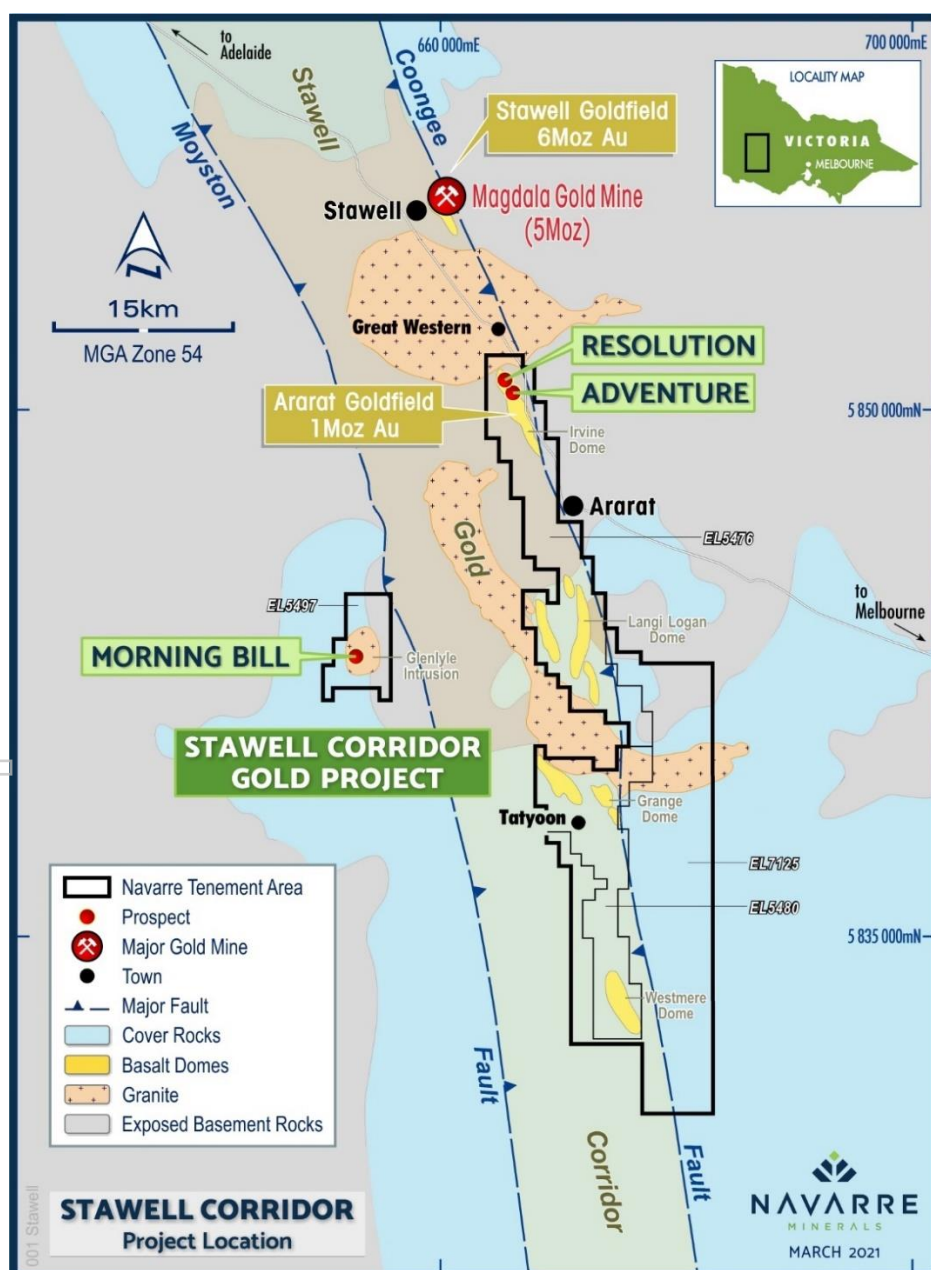 to
Adelaide
660 000mE
700 000mE
Stawell
Coongee
Moyston
Stawell Goldfield
6Moz Au
LOCALITY MAP
VICTORIA
MELBOURNE
Stawell
Magdala Gold Mine
(5Moz)
N
15km
MGA Zone 54
Great Western
RESOLUTION
ADVENTURE
Ararat Goldfield
1Moz Au
5 850 000mN
Irvine
Dome
Ararat
Gold
EL5476
to
Melbourne
EL5497
Langi Logan
Dome
MORNING BILL
Glenlyle
Intrusion
STAWELL CORRIDOR
GOLD PROJECT
Grange
Dome
Tatyoon
EL7125
EL5480
5 835 000mN
Westmere
Dome
Navarre Tenement Area
Prospect
Major Gold Mine
Town
Major Fault
Cover Rocks
Basalt Domes
Granite
Exposed Basement Rocks
Fault
Fault
Corridor
001 Stawell
STAWELL CORRIDOR
Project Location
NAVARRE
MINERALS
MARCH 2021